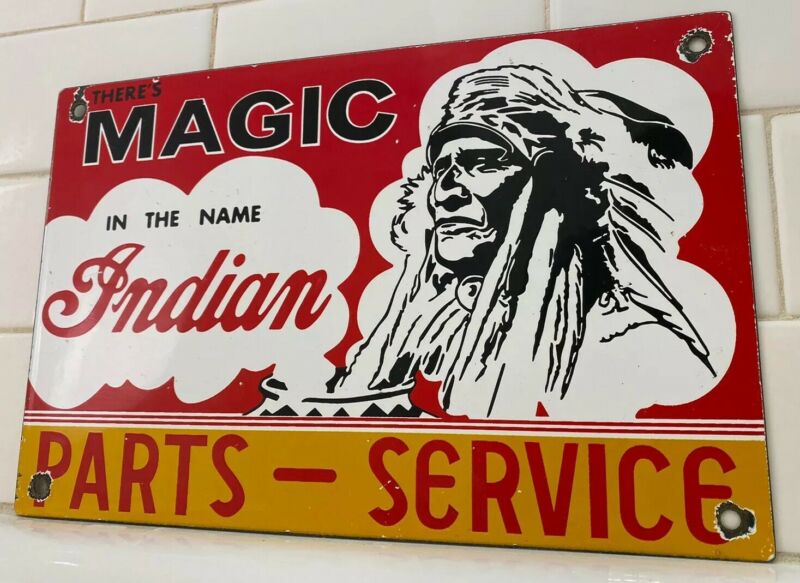 THERE'S
MAGIC
IN THE NAME
Indian
PARTS — SERVICE